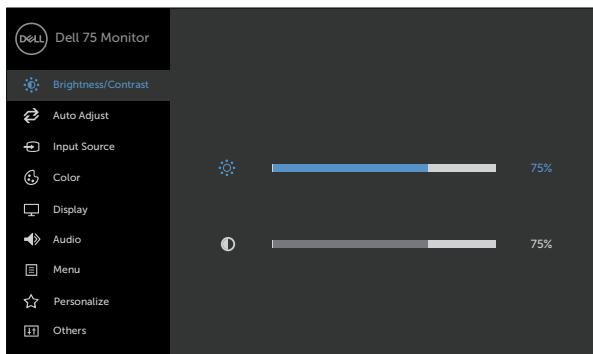 DELL
Dell 75 Monitor
Brightness/Contrast
Auto Adjust
Input Source
Color
Display
Audio
Menu
Personalize
Others
75%
75%